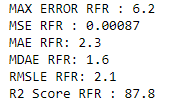 MAX ERROR RFR : 6.2
MSE RFR : 0.00087
MAE RFR: 2.3
MDAE RFR: 1.6
RMSLE RFR: 2.1
R2 Score RFR : 87.8